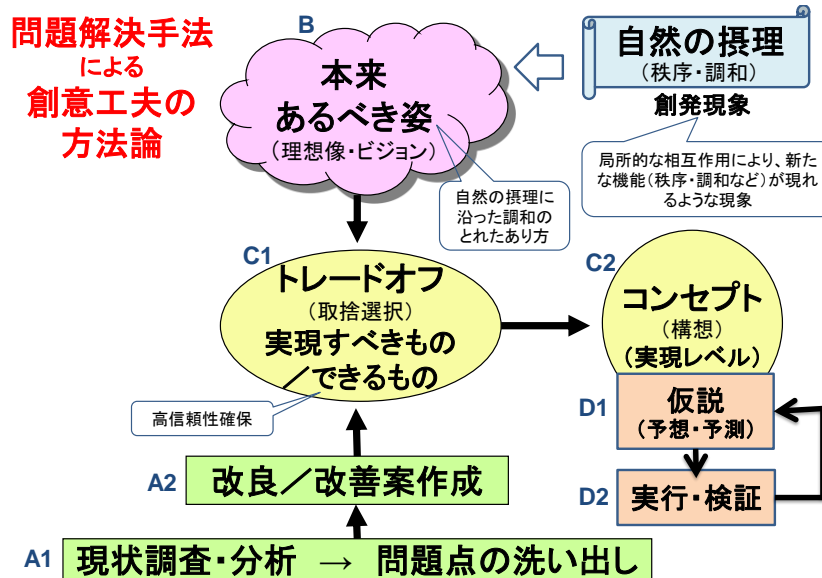 問題解決手法
による
創意工夫の
方法論
B
本来
あるべき姿
(理想像・ビジョン)
自然の摂理に
沿った調和の
とれたあり方
自然の摂理
(秩序・調和)
創発現象
局所的な相互作用により、新た
な機能(秩序・調和など)が現れ
るような現象
C1
トレードオフ
(取捨選択)
実現すべきもの
/できるもの
高信頼性確保
C2
コンセプト
(構想)
(実現レベル)
D1
仮説
(予想・予測)
D2
実行・検証
A2
改良/改善案作成
A1
現状調査・分析 → 問題点の洗い出し